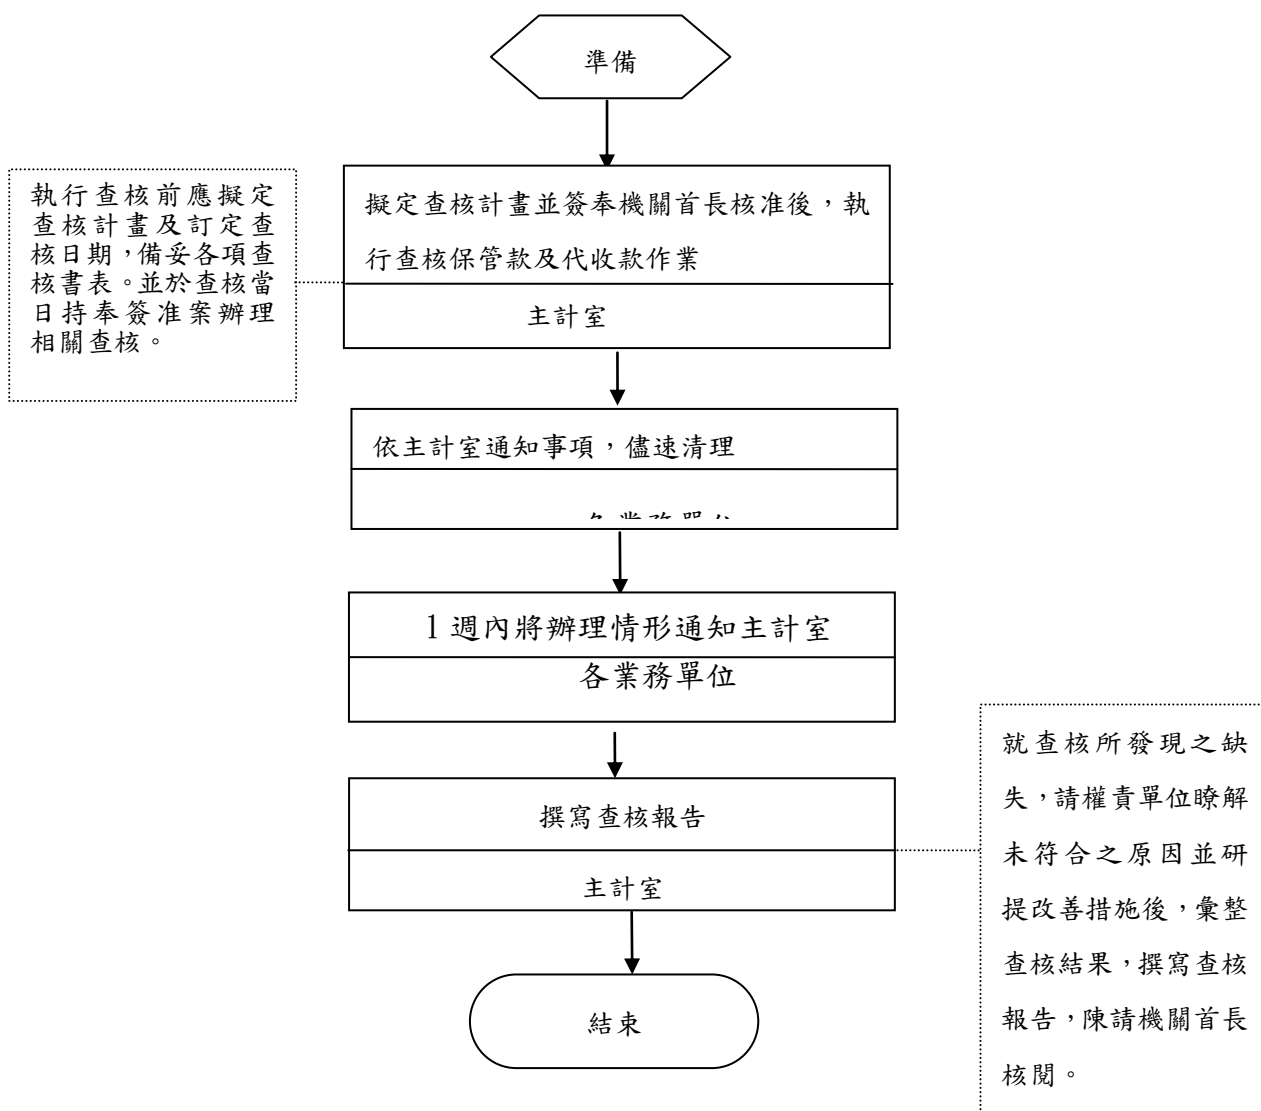 準備
執行查核前應擬定
查核計畫及訂定查
核日期，備妥各項查
核書表。並於查核當
日持奉簽准案辦理
相關查核。
擬定查核計畫並簽奉機關首長核准後，執
行查核保管款及代收款作業
主計室
依主計室通知事項，儘速清理
各業務單位
1 週內將辦理情形通知主計室
各業務單位
撰寫查核報告
主計室
就查核所發現之缺
失，請權責單位瞭解
未符合之原因並研
提改善措施後，彙整
查核結果，撰寫查核
報告，陳請機關首長
核閱。
結束